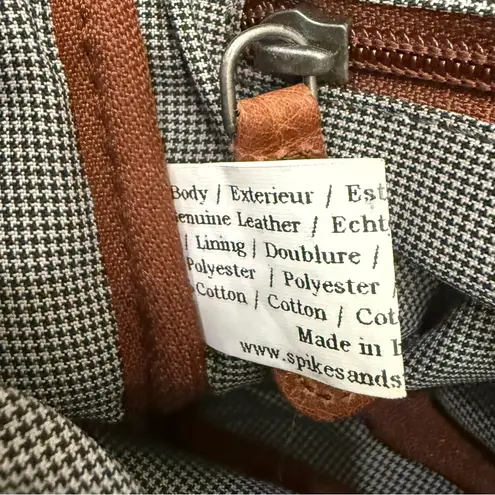 Body / Exterieur / Est
enuine Leather / Echt
/ Lining / Doublure /
Polyester / Polyester /
Cotton / Cotton / Cot
Made in I
www.spikesands